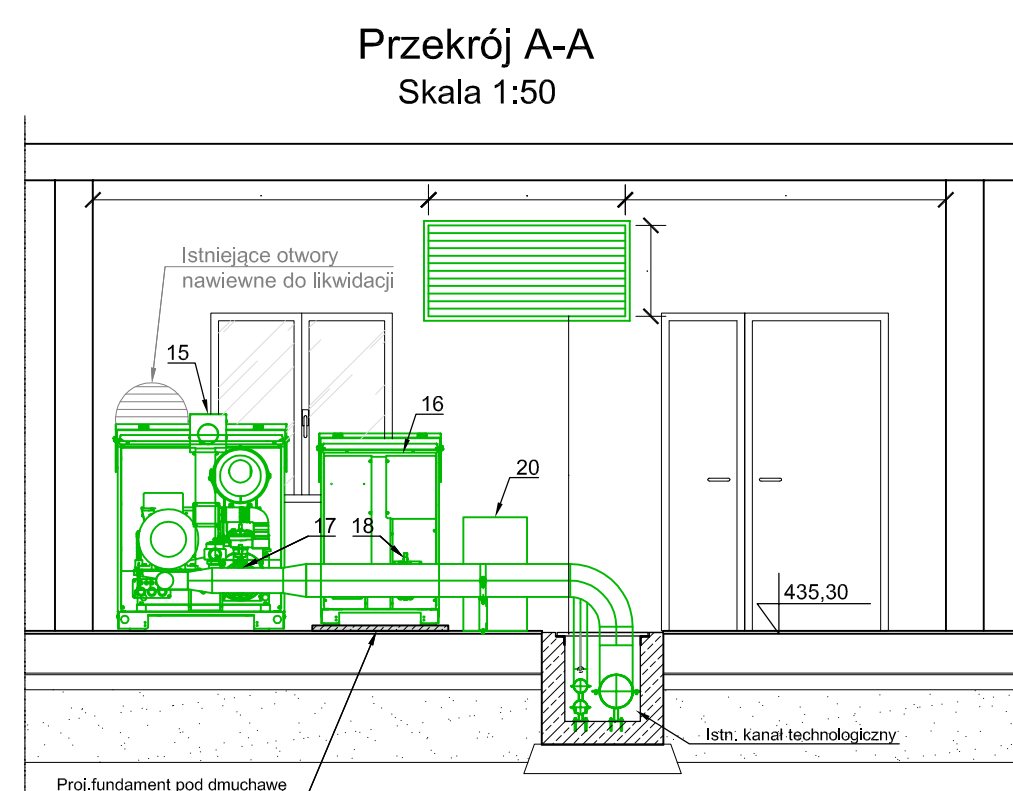 Przekrój A-A
Skala 1:50
Istniejące otwory
nawiewne do likwidacji
15
16
20
17
18
435,30
Istn. kanał technologiczny
Proj.fundament pod dmuchawe